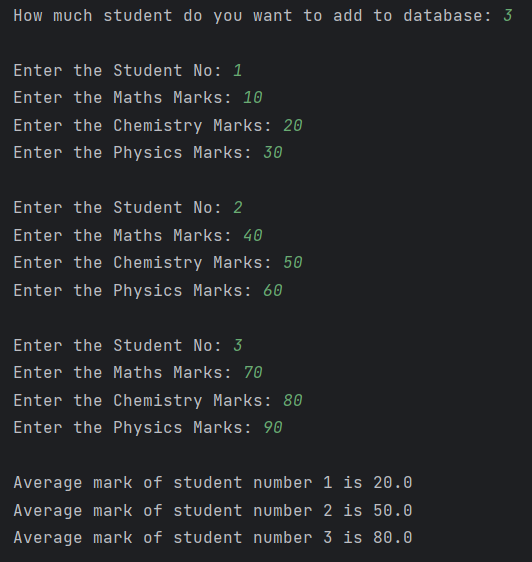 How much student do you want to add to database: 3
Enter the Student No: 1
Enter the Maths Marks: 10
Enter the Chemistry Marks: 20
Enter the Physics Marks: 30
Enter the Student No: 2
Enter the Maths Marks: 40
Enter the Chemistry Marks: 50
Enter the Physics Marks: 60
Enter the Student No: 3
Enter the Maths Marks: 70
Enter the Chemistry Marks: 80
Enter the Physics Marks: 90
Average mark of student number 1 is 20.0
Average mark of student number 2 is 50.0
Average mark of student number 3 is 80.0